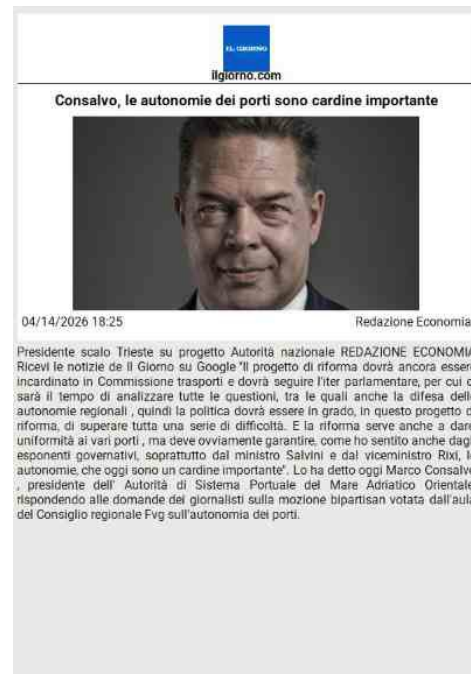 IL GIORNO
ilgiorno.com
Consalvo, le autonomie dei porti sono cardine importante
04/14/2026 18:25
Redazione Economia
Presidente scalo Trieste su progetto Autorità nazionale REDAZIONE ECONOMIA
Ricevi le notizie de Il Giorno su Google "Il progetto di riforma dovrà ancora essere
incardinato in Commissione trasporti e dovrà seguire l'iter parlamentare, per cui c
sarà il tempo di analizzare tutte le questioni, tra le quali anche la difesa dell
autonomie regionali , quindi la politica dovrà essere in grado, in questo progetto d
riforma, di superare tutta una serie di difficoltà. E la riforma serve anche a dare
uniformità ai vari porti , ma deve ovviamente garantire, come ho sentito anche dagl
esponenti governativi, soprattutto dal ministro Salvini e dal viceministro Rixi, l
autonomie, che oggi sono un cardine importante". Lo ha detto oggi Marco Consalvo
, presidente dell' Autorità di Sistema Portuale del Mare Adriatico Orientale
rispondendo alle domande dei giornalisti sulla mozione bipartisan votata dall'aula
del Consiglio regionale Fvg sull'autonomia dei porti.